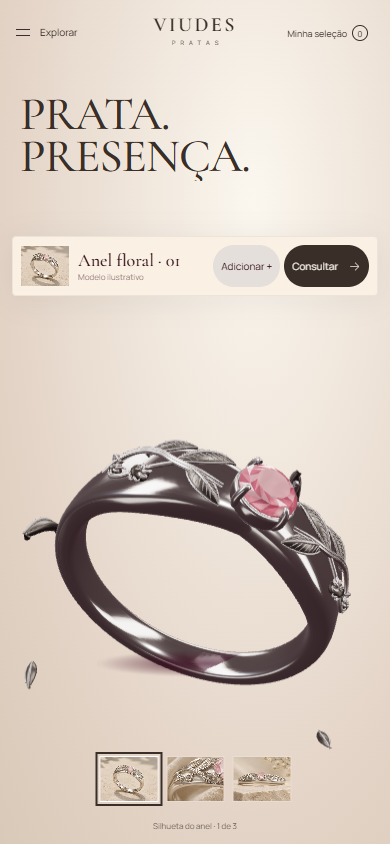 Explorar
VIUDES
PRATAS
Minha seleção 0
PRATA.
PRESENÇA.
Anel floral · 01
Modelo ilustrativo
Adicionar +
Consultar →
Silhueta do anel · 1 de 3